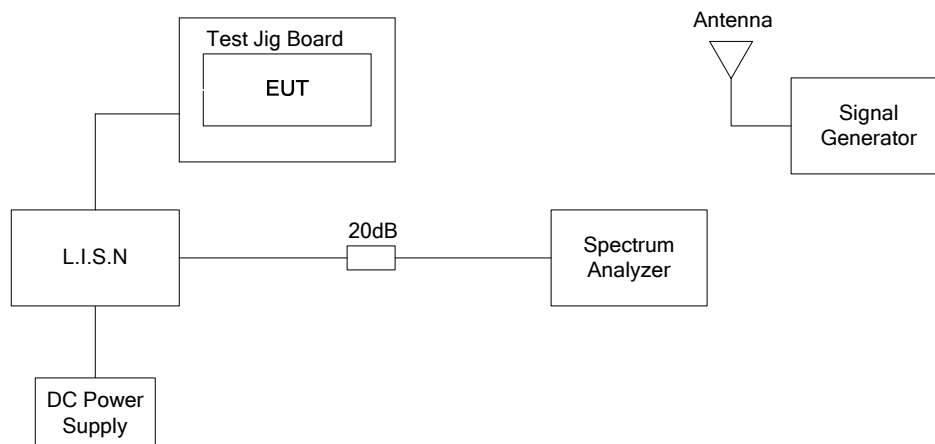 Antenna
Test Jig Board
EUT
Signal
Generator
20dB
L.I.S.N
Spectrum
Analyzer
DC Power
Supply